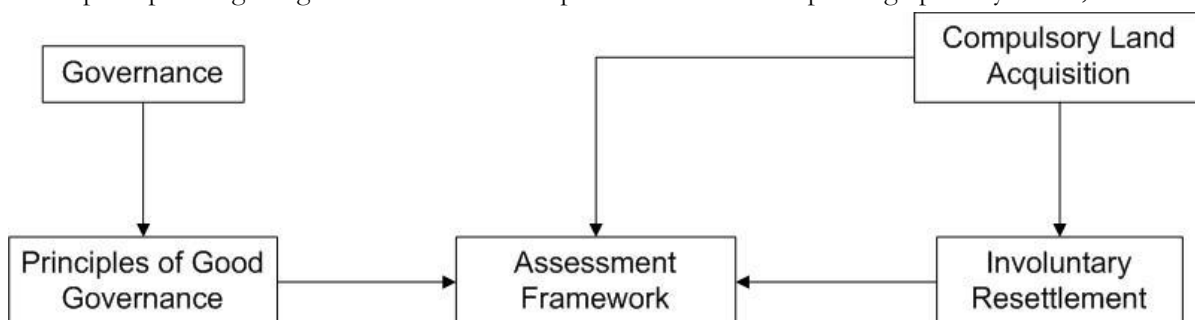 Governance
Compulsory Land
Acquisition
Principles of Good
Governance
Assessment
Framework
Involuntary
Resettlement